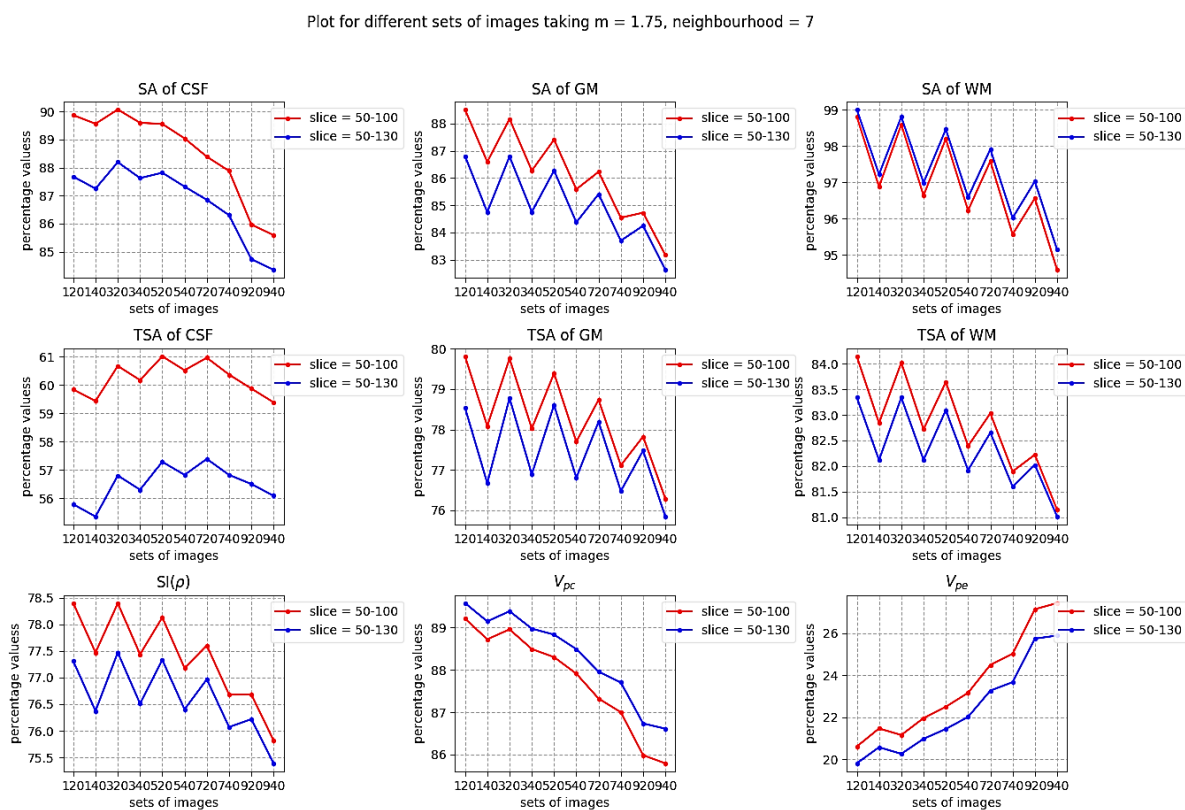 Plot for different sets of images taking m = 1.75, neighbourhood = 7
SA of CSF
90
89
88
87
86
85
percentage valuess
slice = 50-100
slice = 50-130
120140320340520540720740920940
sets of images
SA of GM
88
87
86
85
84
83
percentage valuess
slice = 50-100
slice = 50-130
120140320340520540720740920940
sets of images
SA of WM
99
98
97
96
95
percentage valuess
slice = 50-100
slice = 50-130
120140320340520540720740920940
sets of images
TSA of CSF
61
60
59
58
57
56
percentage valuess
slice = 50-100
slice = 50-130
120140320340520540720740920940
sets of images
TSA of GM
80
79
78
77
76
percentage valuess
slice = 50-100
slice = 50-130
120140320340520540720740920940
sets of images
TSA of WM
84.0
83.5
83.0
82.5
82.0
81.5
81.0
percentage valuess
slice = 50-100
slice = 50-130
120140320340520540720740920940
sets of images
SI(ρ)
78.5
78.0
77.5
77.0
76.5
76.0
75.5
percentage valuess
slice = 50-100
slice = 50-130
120140320340520540720740920940
sets of images
V_pc
89
88
87
86
percentage valuess
slice = 50-100
slice = 50-130
120140320340520540720740920940
sets of images
V_pe
26
24
22
20
percentage valuess
slice = 50-100
slice = 50-130
120140320340520540720740920940
sets of images